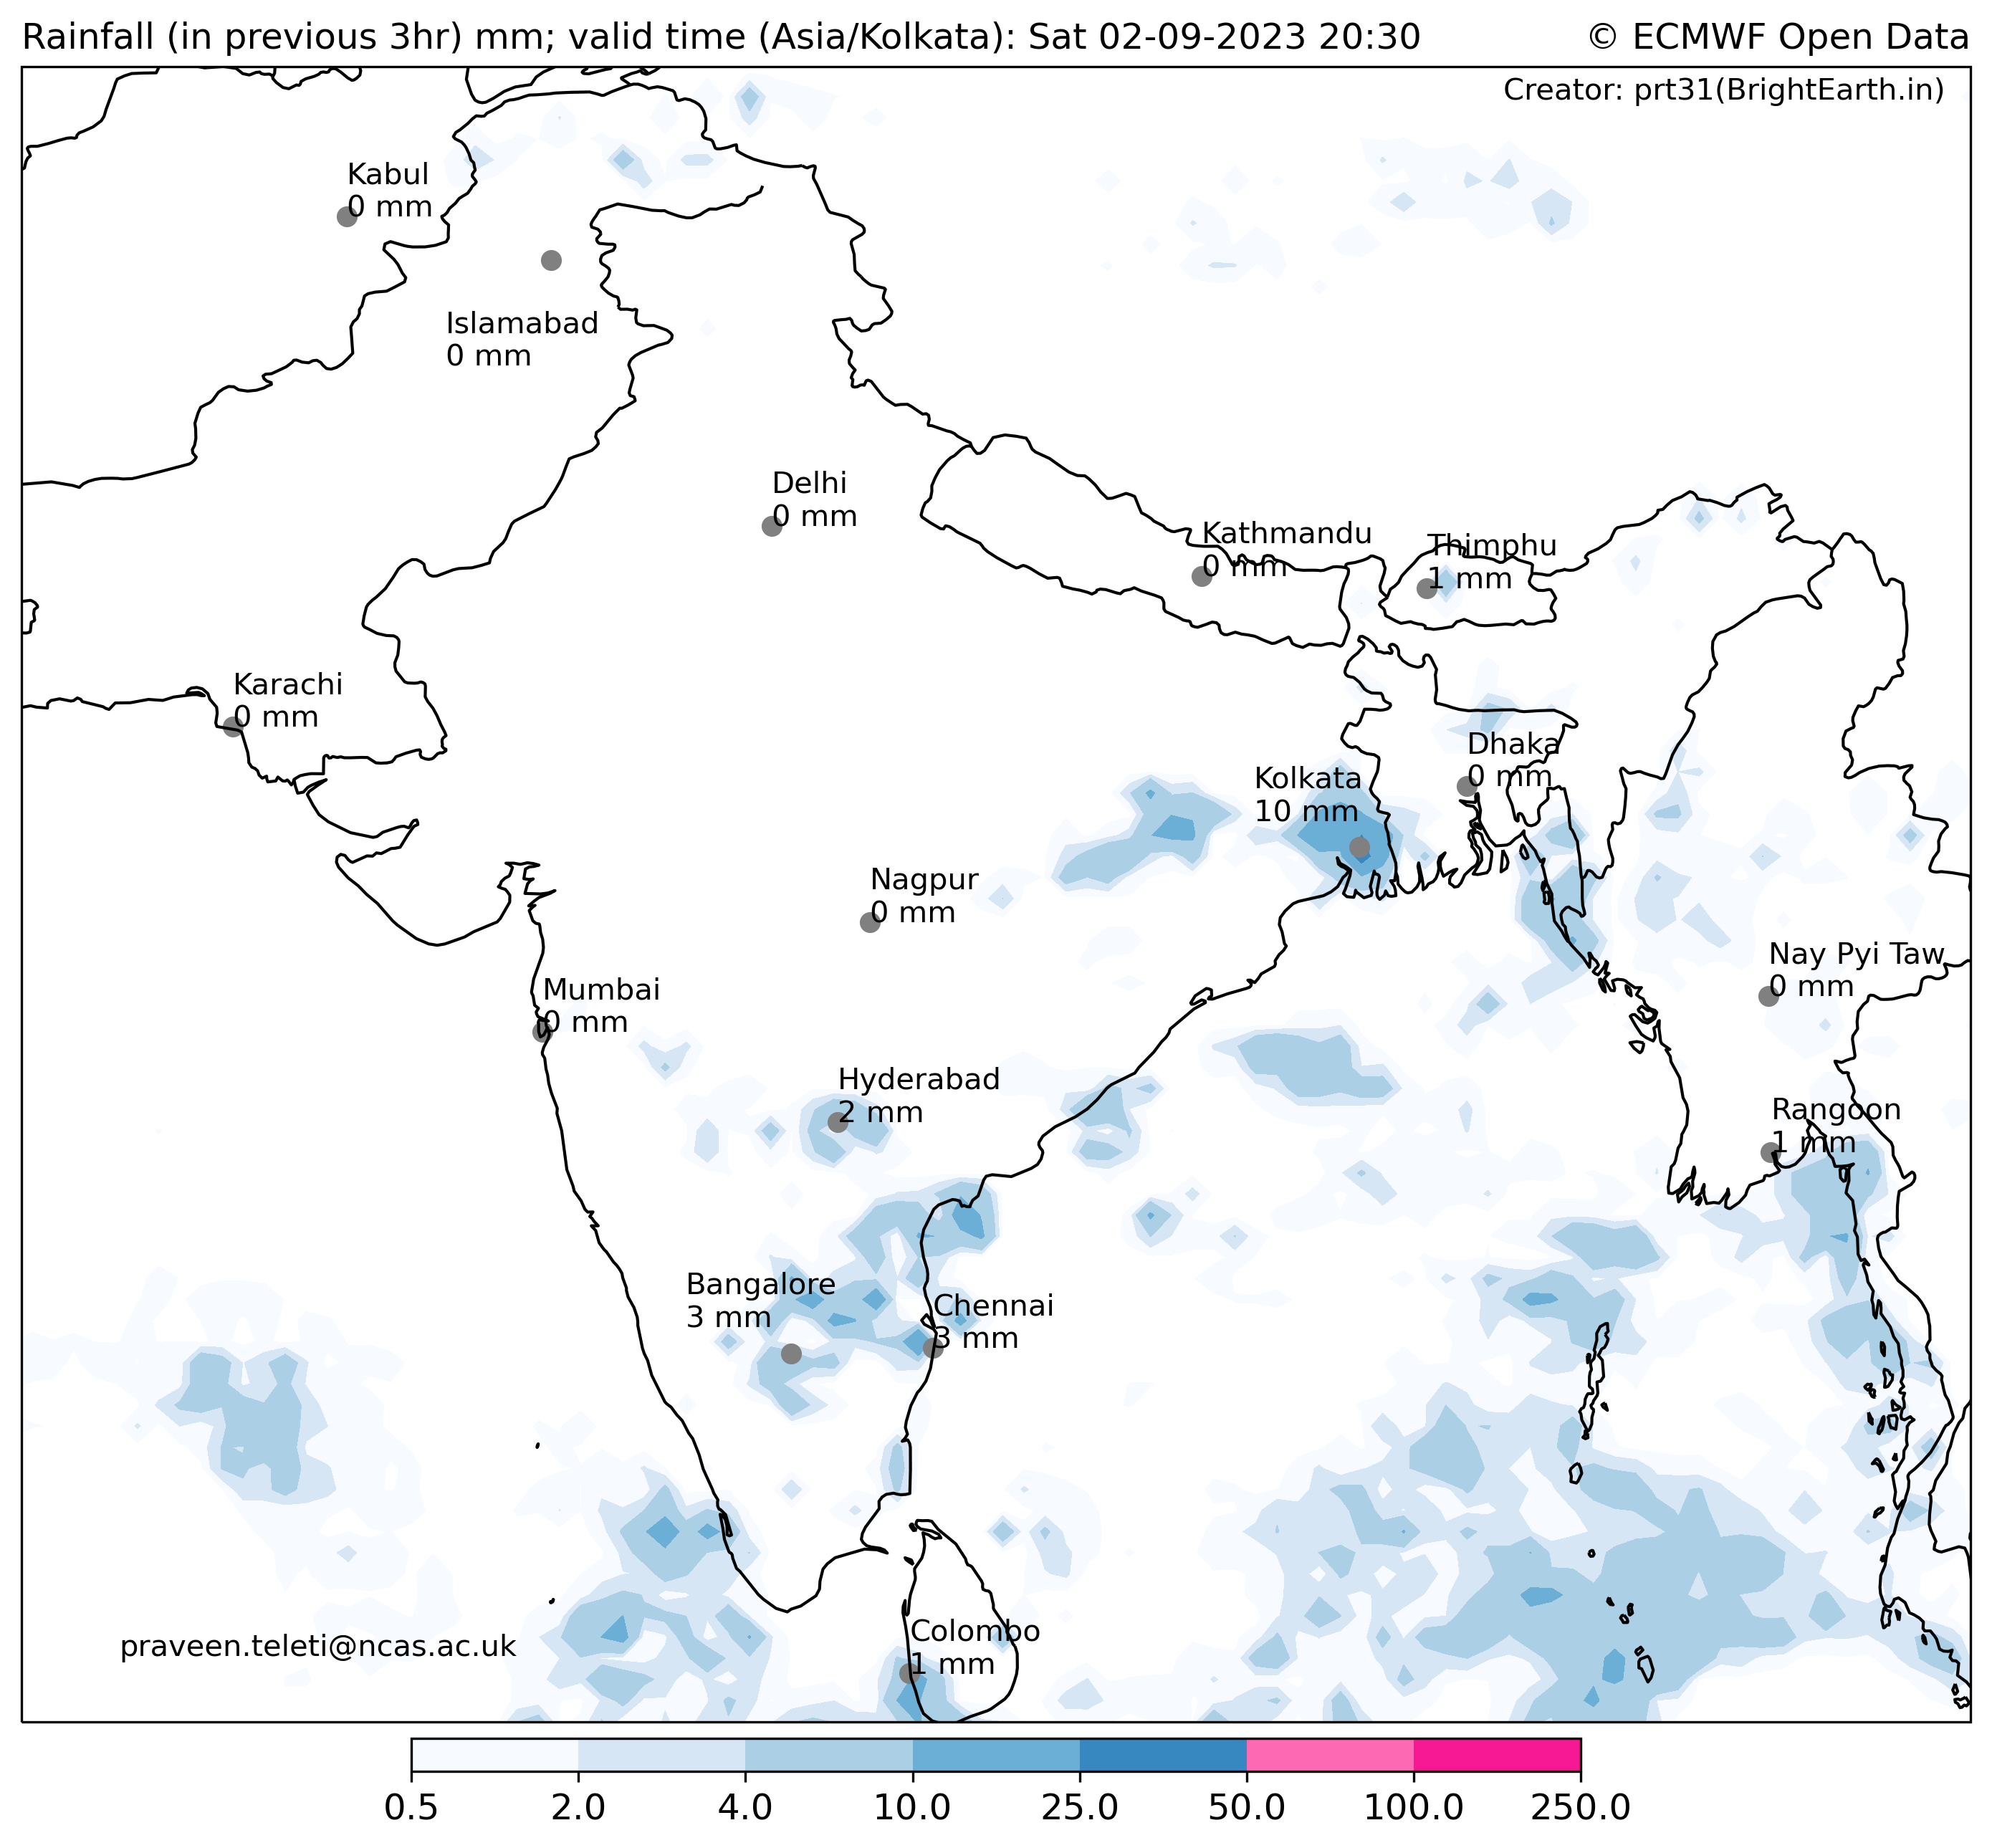 Rainfall (in previous 3hr) mm; valid time (Asia/Kolkata): Sat 02-09-2023 20:30
© ECMWF Open Data
Creator: prt31(BrightEarth.in)
Kabul
0 mm
Islamabad
0 mm
Delhi
0 mm
Kathmandu
0 mm
Thimphu
1 mm
Karachi
0 mm
Dhaka
0 mm
Kolkata
10 mm
Nagpur
0 mm
Nay Pyi Taw
0 mm
Mumbai
0 mm
Hyderabad
2 mm
Rangoon
1 mm
Bangalore
3 mm
Chennai
3 mm
Colombo
1 mm
praveen.teleti@ncas.ac.uk
0.5 2.0 4.0 10.0 25.0 50.0 100.0 250.0